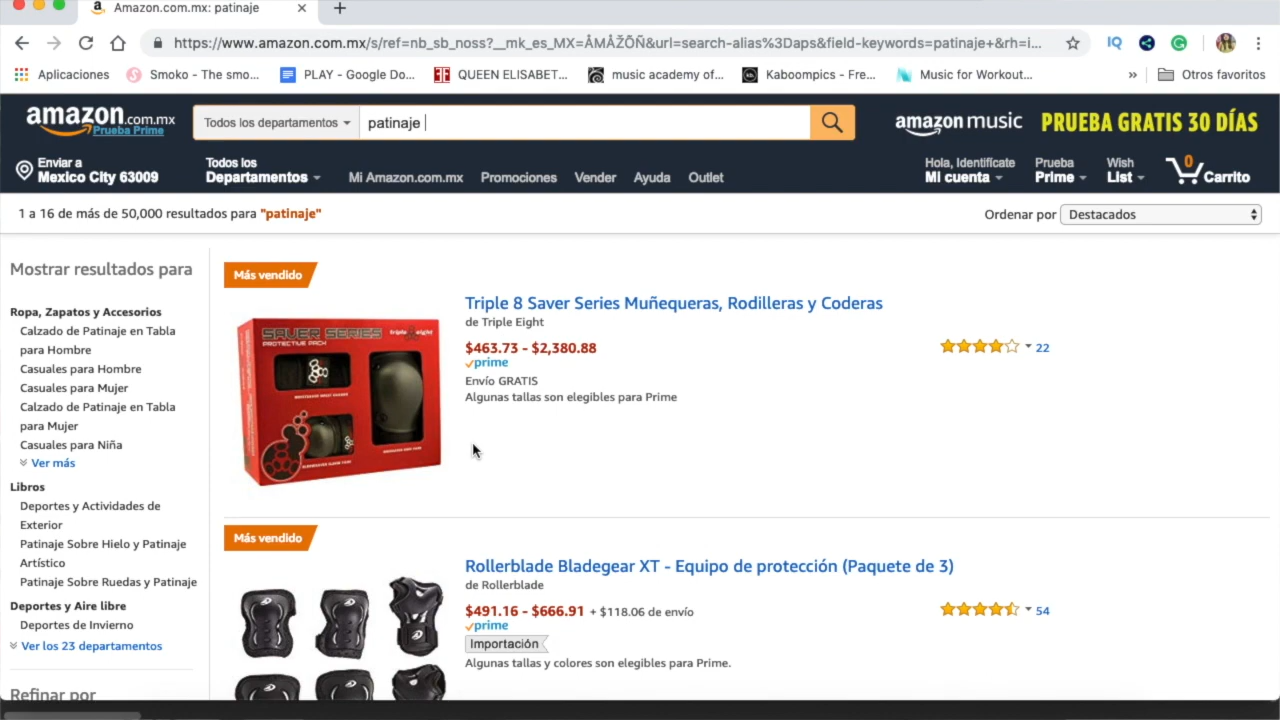 Amazon.com.mx: patinaje
https://www.amazon.com.mx/s/ref=nb_sb_noss?__mk_es_MX=ÅMÅŽÕÑ&url=search-alias%3Daps&field-keywords=patinaje+&rh=i...
Aplicaciones Smoko - The smo... PLAY - Google Do... QUEEN ELISABET... music academy of... Kaboompics - Fre... Music for Workout... » Otros favoritos
amazon.com.mx
Prueba Prime
Todos los departamentos
patinaje
amazon music PRUEBA GRATIS 30 DÍAS
Enviar a
Mexico City 63009
Todos los
Departamentos
Mi Amazon.com.mx Promociones Vender Ayuda Outlet
Hola, Identifícate
Mi cuenta
Prueba
Prime
Wish
List
0
Carrito
1 a 16 de más de 50,000 resultados para "patinaje"
Ordenar por Destacados
Mostrar resultados para
Ropa, Zapatos y Accesorios
Calzado de Patinaje en Tabla
para Hombre
Casuales para Hombre
Casuales para Mujer
Calzado de Patinaje en Tabla
para Mujer
Casuales para Niña
Ver más
Libros
Deportes y Actividades de
Exterior
Patinaje Sobre Hielo y Patinaje
Artístico
Patinaje Sobre Ruedas y Patinaje
Deportes y Aire libre
Deportes de Invierno
Ver los 23 departamentos
Refinar por
Más vendido
SAVER SERIES
PROTECTIVE PACK
triple eight
Triple 8 Saver Series Muñequeras, Rodilleras y Coderas
de Triple Eight
$463.73 - $2,380.88
prime
Envío GRATIS
Algunas tallas son elegibles para Prime
22
Más vendido
Rollerblade Bladegear XT - Equipo de protección (Paquete de 3)
de Rollerblade
$491.16 - $666.91 + $118.06 de envío
prime
Importación
Algunas tallas y colores son elegibles para Prime.
54